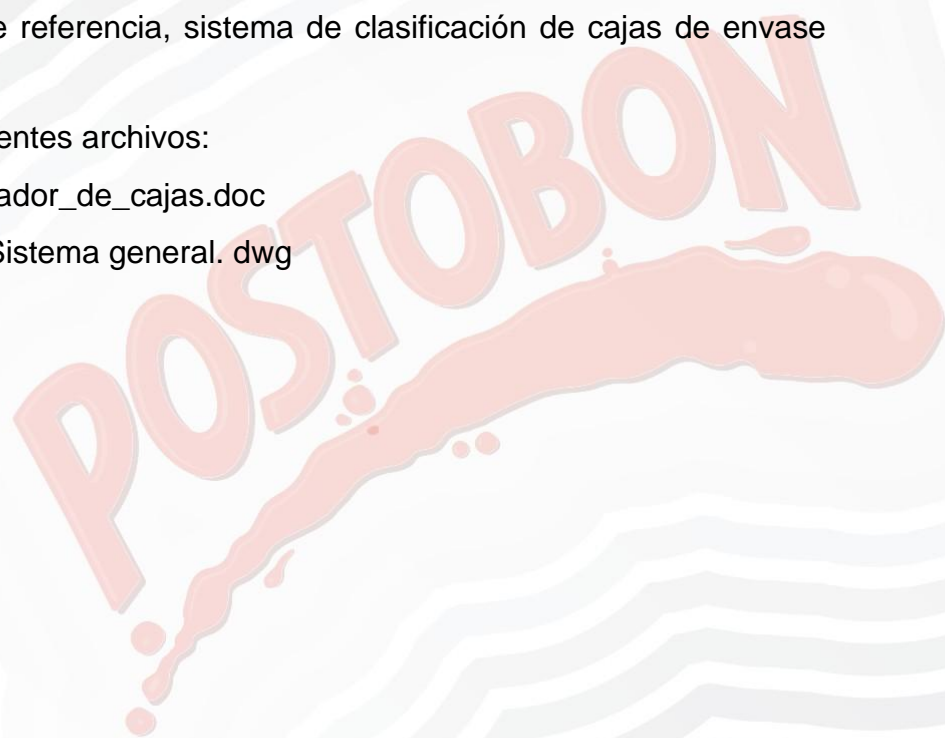 e referencia, sistema de clasificación de cajas de envase
entes archivos:
ador_de_cajas.doc
Sistema general. dwg
POSTOBON